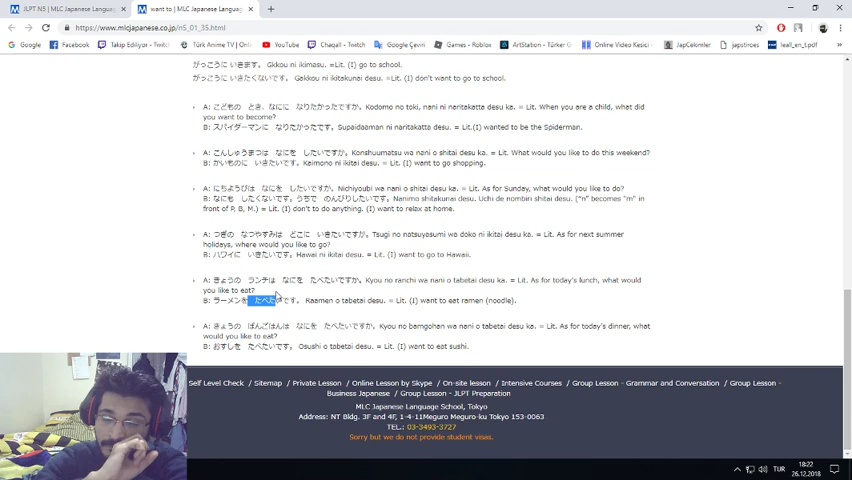 JLPT N5 | MLC Japanese Languag
want to | MLC Japanese Languag
https://www.mlcjapanese.co.jp/n5_01_35.html
Google
Facebook
Takip Ediliyor - Twitch
Türk Anime TV | Onli
YouTube
Chaqall - Twitch
Google Çeviri
Games - Roblox
ArtStation - Türker G
Online Video Kesici
JapÇekimler
japstroes
leall_en_t.pdf
がっこうに いきます。 Gkkou ni ikimasu. =Lit. (I) go to school.
がっこうに いきたくないです。 Gakkou ni ikitakunai desu. =Lit. (I) don't want to go to school.
A: こどもの とき、なにに なりたかったですか。 Kodomo no toki, nani ni naritakatta desu ka. = Lit. When you are a child, what did
you want to become?
B: スパイダーマンに なりたかったです。 Supaidaaman ni naritakatta desu. = Lit.(I) wanted to be the Spiderman.
A: こんしゅうまつは なにを したいですか。 Konshuumatsu wa nani o shitai desu ka. = Lit. What would you like to do this weekend?
B: かいものに いきたいです。 Kaimono ni ikitai desu. = Lit. (I) want to go shopping.
A: にちようびは なにを したいですか。 Nichiyoubi wa nani o shitai desu ka. = Lit. As for Sunday, what would you like to do?
B: なにも したくないです。うちで のんびりしたいです。 Nanimo shitakunai desu. Uchi de nombiri shitai desu. ("n" becomes "m" in
front of P, B, M.) = Lit. (I) don't to do anything. (I) want to relax at home.
A: つぎの なつやすみは どこに いきたいですか。 Tsugi no natsuyasumi wa doko ni ikitai desu ka. = Lit. As for next summer
holidays, where would you like to go?
B: ハワイに いきたいです。 Hawai ni ikitai desu. = Lit. (I) want to go to Hawaii.
A: きょうの ランチは なにを たべたいですか。 Kyou no ranchi wa nani o tabetai desu ka. = Lit. As for today's lunch, what would
you like to eat?
B: ラーメンを たべたいです。 Raamen o tabetai desu. = Lit. (I) want to eat ramen (noodle).
A: きょうの ばんごはんは なにを たべたいですか。 Kyou no bamgohan wa nani o tabetai desu ka. = Lit. As for today's dinner, what
would you like to eat?
B: おすしを たべたいです。 Osushi o tabetai desu. = Lit. (I) want to eat sushi.
Self Level Check / Sitemap / Private Lesson / Online Lesson by Skype / On-site lesson / Intensive Courses / Group Lesson - Grammar and Conversation / Group Lesson -
Business Japanese / Group Lesson - JLPT Preparation
MLC Japanese Language School, Tokyo
Address: NT Bldg. 3F and 4F, 1-4-11Meguro Meguro-ku Tokyo 153-0063
TEL.: 03-3493-3727
Sorry but we do not provide student visas.
TUR
18:22
26.12.2018